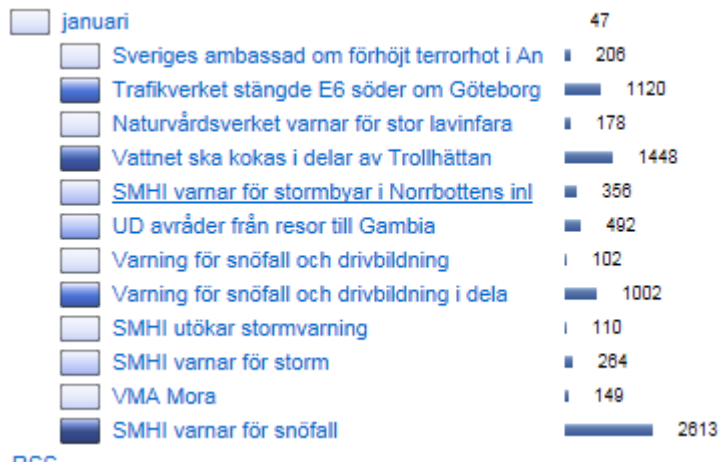 januari 47
Sveriges ambassad om förhöjt terrorhot i An 206
Trafikverket stängde E6 söder om Göteborg 1120
Naturvårdsverket varnar för stor lavinfara 178
Vattnet ska kokas i delar av Trollhättan 1448
SMHI varnar för stormbyar i Norrbottens inl 356
UD avråder från resor till Gambia 492
Varning för snöfall och drivbildning 102
Varning för snöfall och drivbildning i dela 1002
SMHI utökar stormvarning 110
SMHI varnar för storm 264
VMA Mora 149
SMHI varnar för snöfall 2613